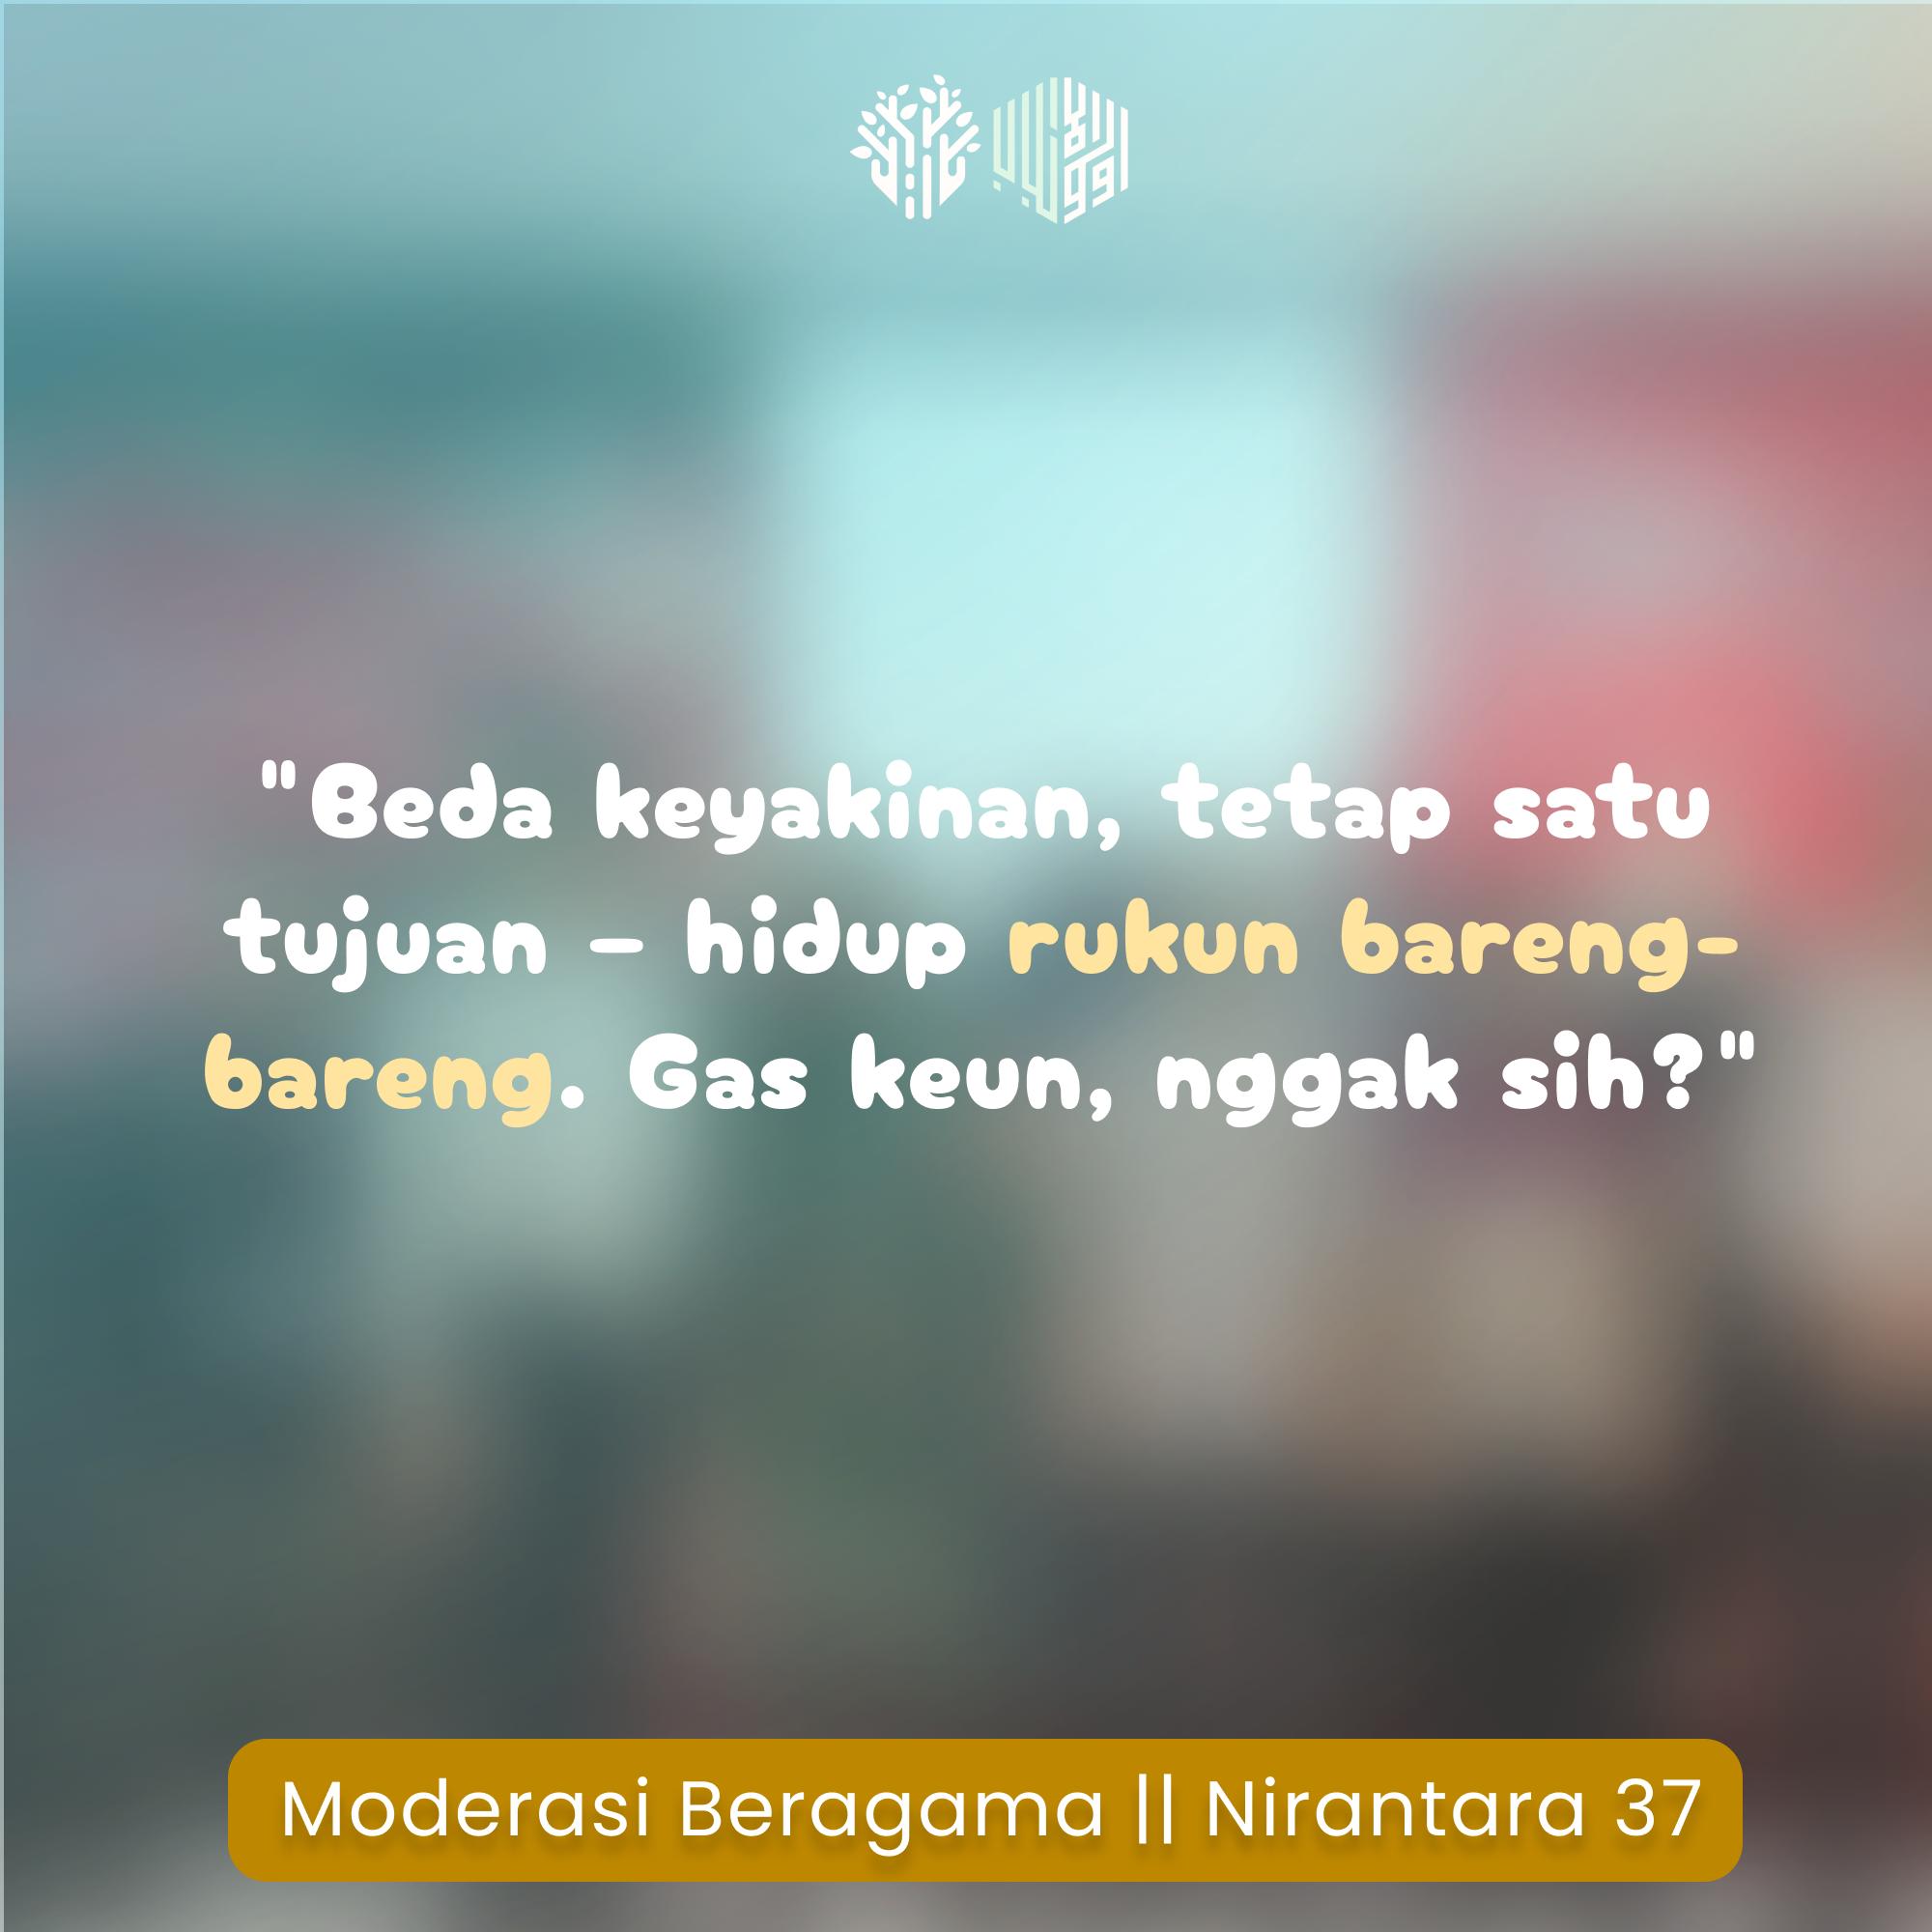 "Beda keyakinan, tetap satu
tujuan – hidup rukun bareng-
bareng. Gas keun, nggak sih?"
Moderasi Beragama || Nirantara 37